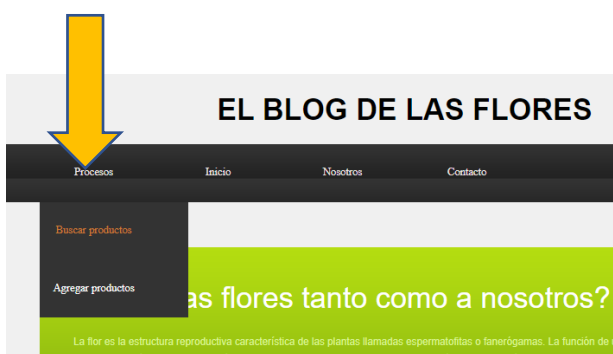 EL BLOG DE LAS FLORES
Procesos Inicio Nosotros Contacto
Buscar productos
Agregar productos
as flores tanto como a nosotros?
La flor es la estructura reproductiva característica de las plantas llamadas espermatofitas o fanerógamas. La función de